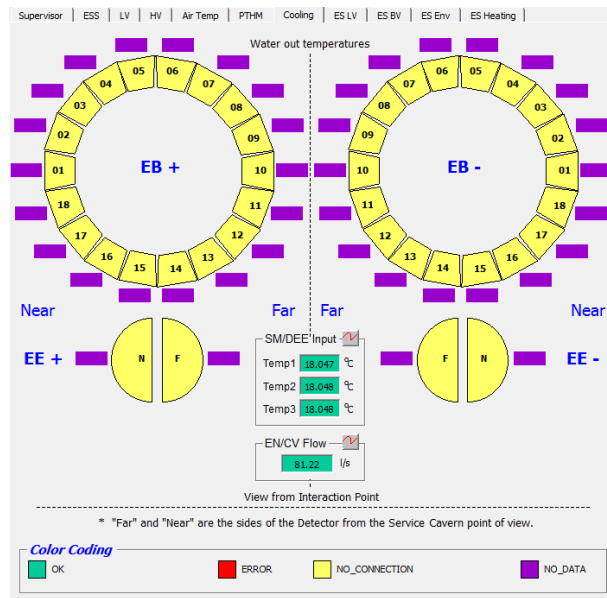 Supervisor ESS LV HV Air Temp PTHM Cooling ES LV ES BV ES Env ES Heating
Water out temperatures
05 06 06 05
04 07 07 04
03 08 08 03
02 09 09 02
01 EB + 10 10 EB - 01
18 11 11 18
17 12 12 17
16 13 13 16
15 14 14 15
Near Far Far Near
SM/DEE Input
EE + N F F N EE -
Temp1 18.047 °C
Temp2 18.048 °C
Temp3 18.048 °C
EN/CV Flow
81.22 l/s
View from Interaction Point
* "Far" and "Near" are the sides of the Detector from the Service Cavern point of view.
Color Coding
OK ERROR NO_CONNECTION NO_DATA